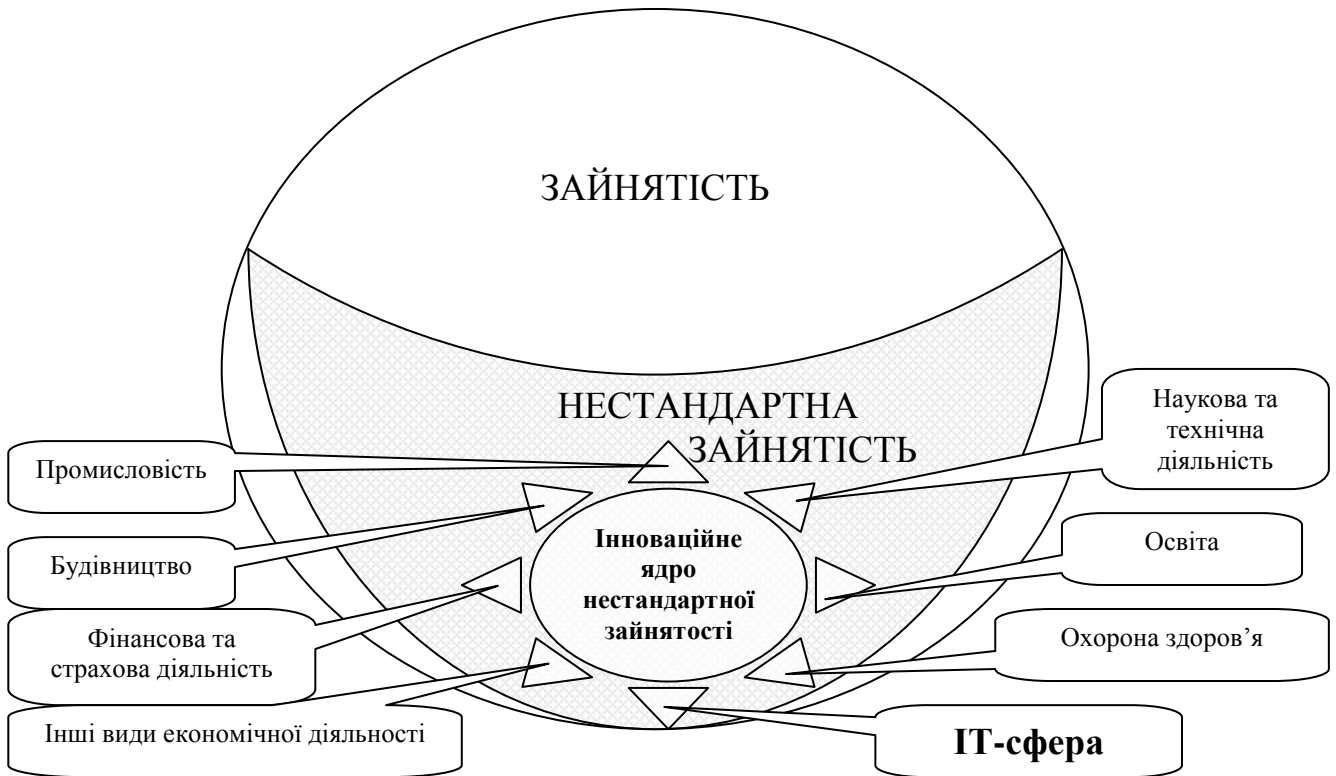 ЗАЙНЯТІСТЬ
НЕСТАНДАРТНА
ЗАЙНЯТІСТЬ
Наукова та
технічна
діяльність
Промисловість
Інноваційне
ядро
нестандартної
зайнятості
Освіта
Будівництво
Фінансова та
страхова діяльність
Охорона здоров’я
Інші види економічної діяльності
ІТ-сфера